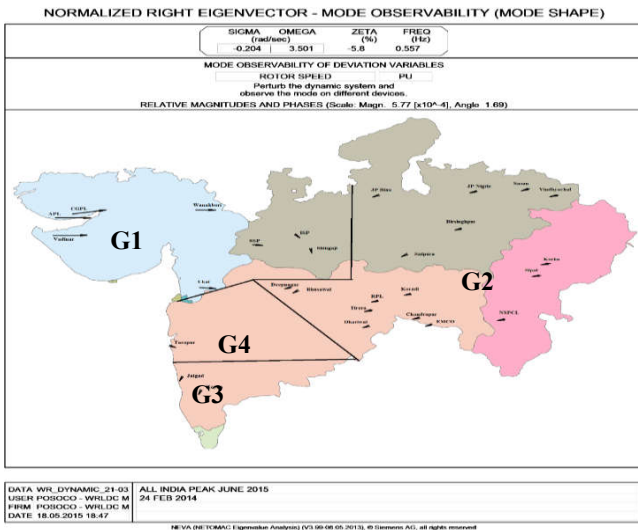 NORMALIZED RIGHT EIGENVECTOR - MODE OBSERVABILITY (MODE SHAPE)
SIGMA OMEGA ZETA FREQ
(rad/sec) (%) (Hz)
-0.204 3.501 -5.8 0.557
MODE OBSERVABILITY OF DEVIATION VARIABLES
ROTOR SPEED PU
Perturb the dynamic system and
observe the mode on different devices.
RELATIVE MAGNITUDES AND PHASES (Scale: Magn. 5.77 [x10^-4], Angle 1.69)
JP Bina
JP Nigrie
Sasan
Vindhyachal
CGPL
APL
Wanakbori
Vadinar
G1
ISP
SSP
Birsinghpur
Satpura
Korba
Sipat
G2
Ukai
Deepnagar
Bhusawal
Koradi
RPL
Tirora
Dhariwal
Chandrapur
EMCO
NSPCL
G4
Tarapur
Jaigad
G3
DATA WR_DYNAMIC_21-03 ALL INDIA PEAK JUNE 2015
USER POSOCO - WRLDC M 24 FEB 2014
FIRM POSOCO - WRLDC M
DATE 18.05.2015 18:47
NEVA (NETOMAC Eigenvalue Analysis) (V3.99-06.05.2013), © Siemens AG, all rights reserved